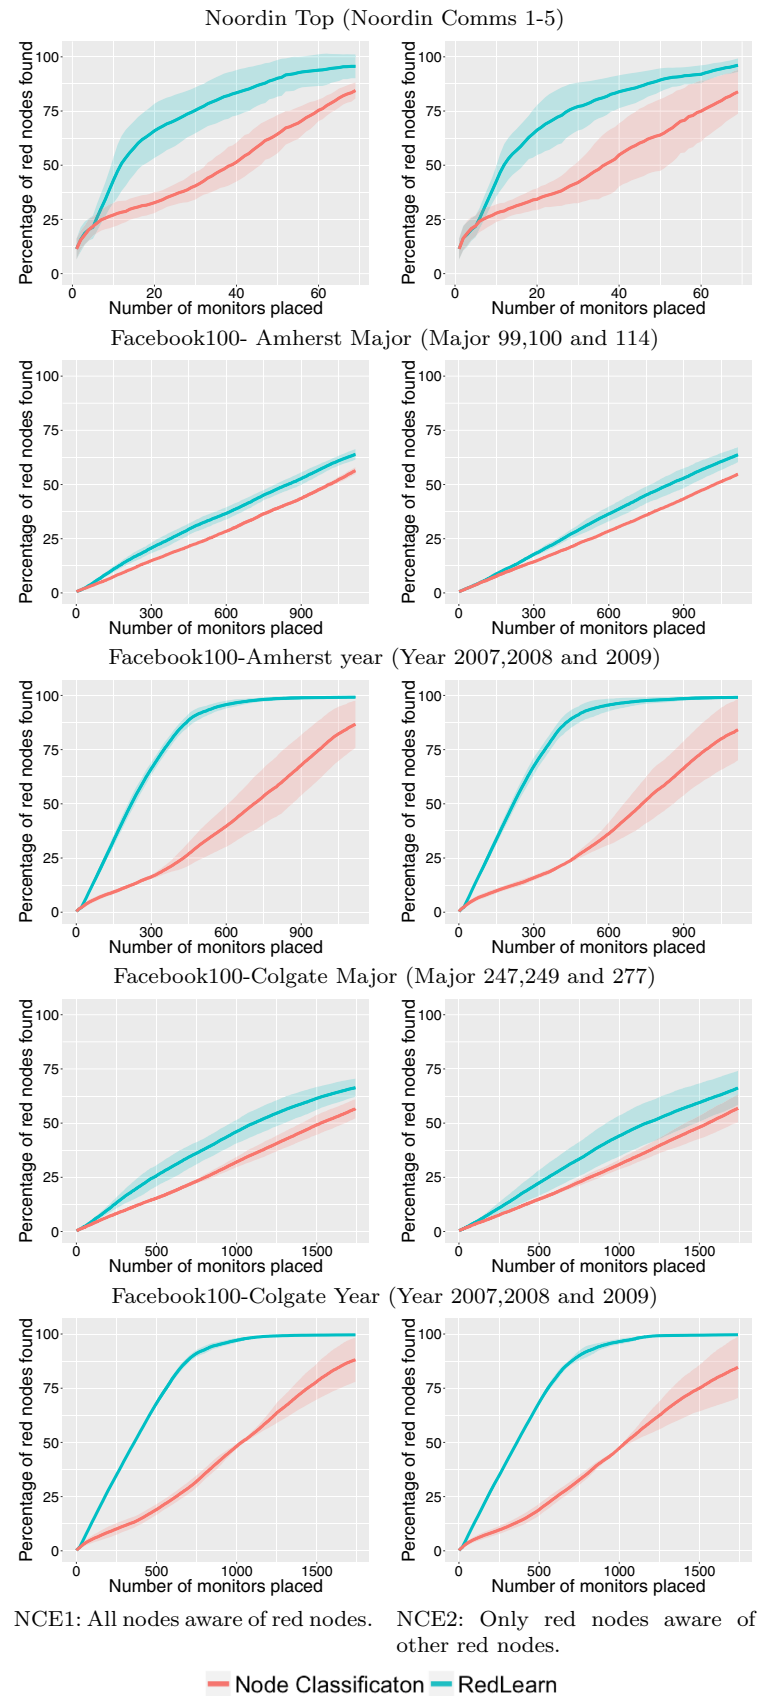 Noordin Top (Noordin Comms 1-5)
Percentage of red nodes found
100
75
50
25
0
0 20 40 60
Number of monitors placed
Percentage of red nodes found
100
75
50
25
0
0 20 40 60
Number of monitors placed
Facebook100- Amherst Major (Major 99,100 and 114)
Percentage of red nodes found
100
75
50
25
0
0 300 600 900
Number of monitors placed
Percentage of red nodes found
100
75
50
25
0
0 300 600 900
Number of monitors placed
Facebook100-Amherst year (Year 2007,2008 and 2009)
Percentage of red nodes found
100
75
50
25
0
0 300 600 900
Number of monitors placed
Percentage of red nodes found
100
75
50
25
0
0 300 600 900
Number of monitors placed
Facebook100-Colgate Major (Major 247,249 and 277)
Percentage of red nodes found
100
75
50
25
0
0 500 1000 1500
Number of monitors placed
Percentage of red nodes found
100
75
50
25
0
0 500 1000 1500
Number of monitors placed
Facebook100-Colgate Year (Year 2007,2008 and 2009)
Percentage of red nodes found
100
75
50
25
0
0 500 1000 1500
Number of monitors placed
Percentage of red nodes found
100
75
50
25
0
0 500 1000 1500
Number of monitors placed
NCE1: All nodes aware of red nodes.
NCE2: Only red nodes aware of
other red nodes.
Node Classificaton RedLearn